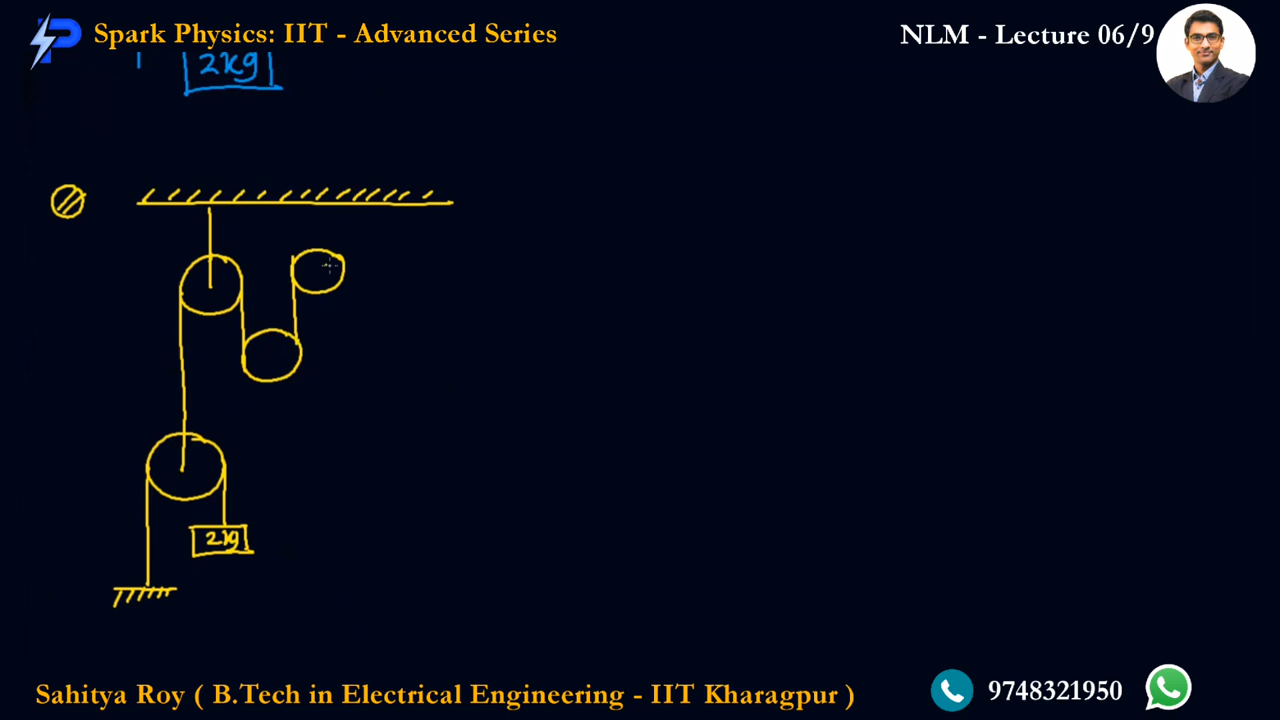 Spark Physics: IIT - Advanced Series
NLM - Lecture 06/9
2kg
2kg
Sahitya Roy ( B.Tech in Electrical Engineering - IIT Kharagpur )
9748321950